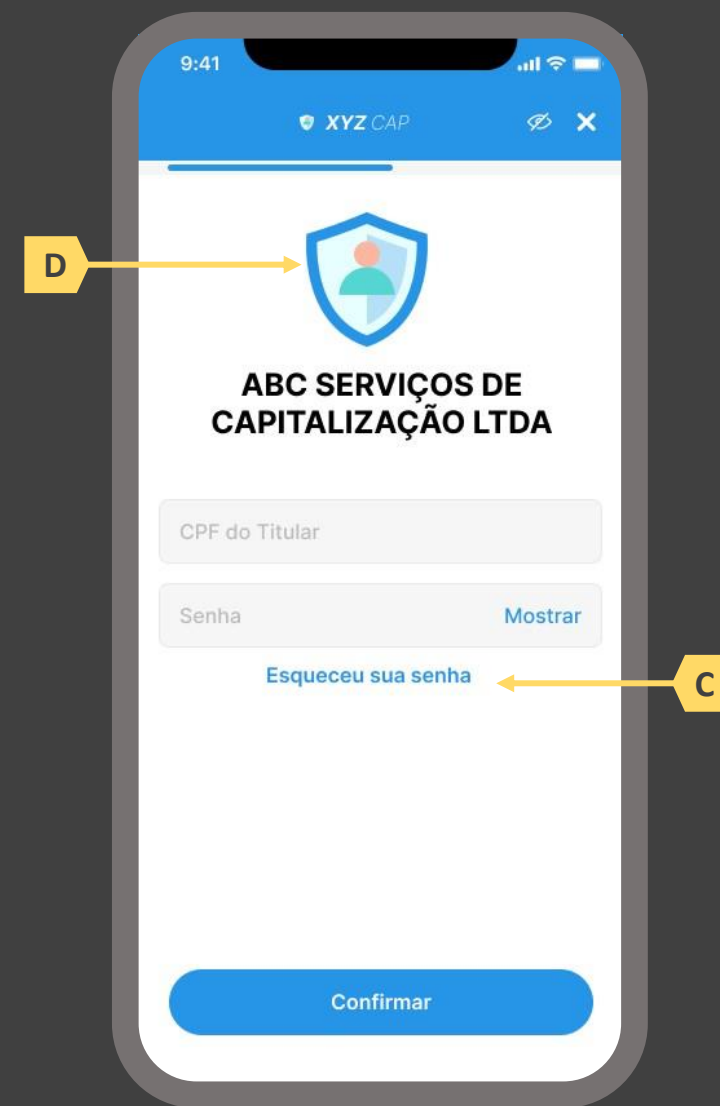 9:41
XYZ CAP
D
ABC SERVIÇOS DE
CAPITALIZAÇÃO LTDA
CPF do Titular
Senha Mostrar
Esqueceu sua senha
C
Confirmar